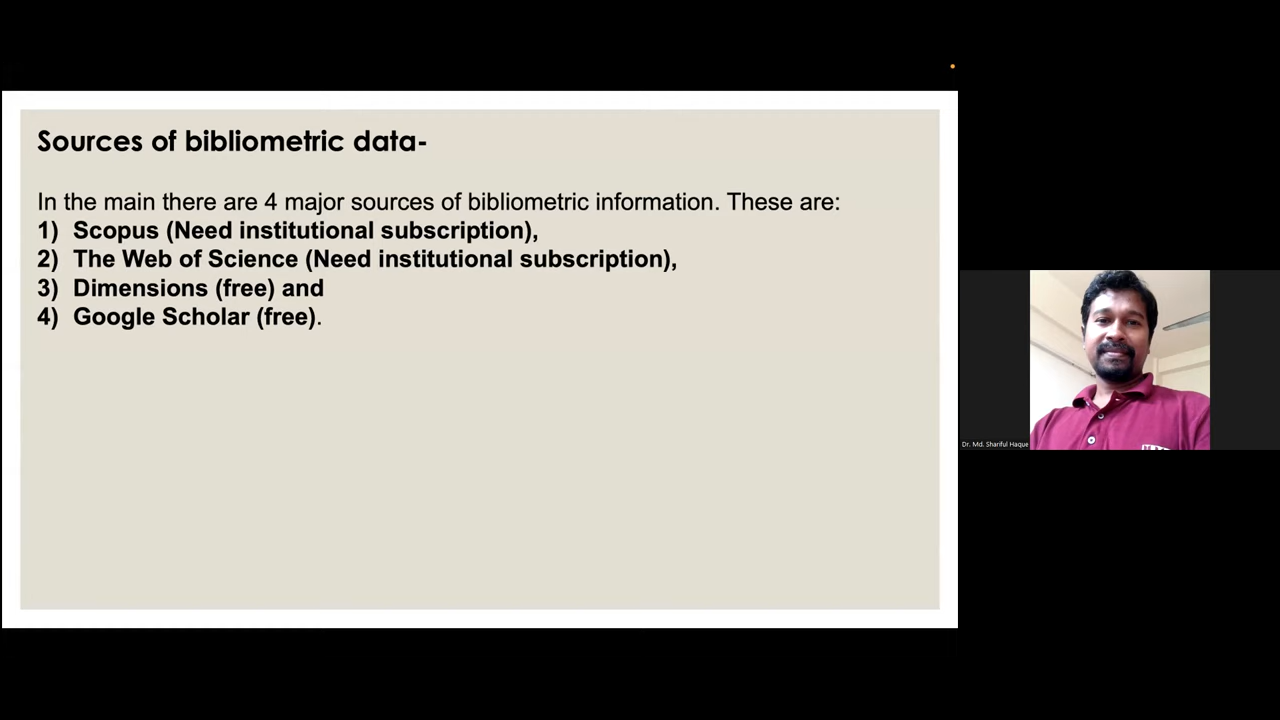 Sources of bibliometric data-
In the main there are 4 major sources of bibliometric information. These are:
1) Scopus (Need institutional subscription),
2) The Web of Science (Need institutional subscription),
3) Dimensions (free) and
4) Google Scholar (free).
Dr. Md. Shariful Haque